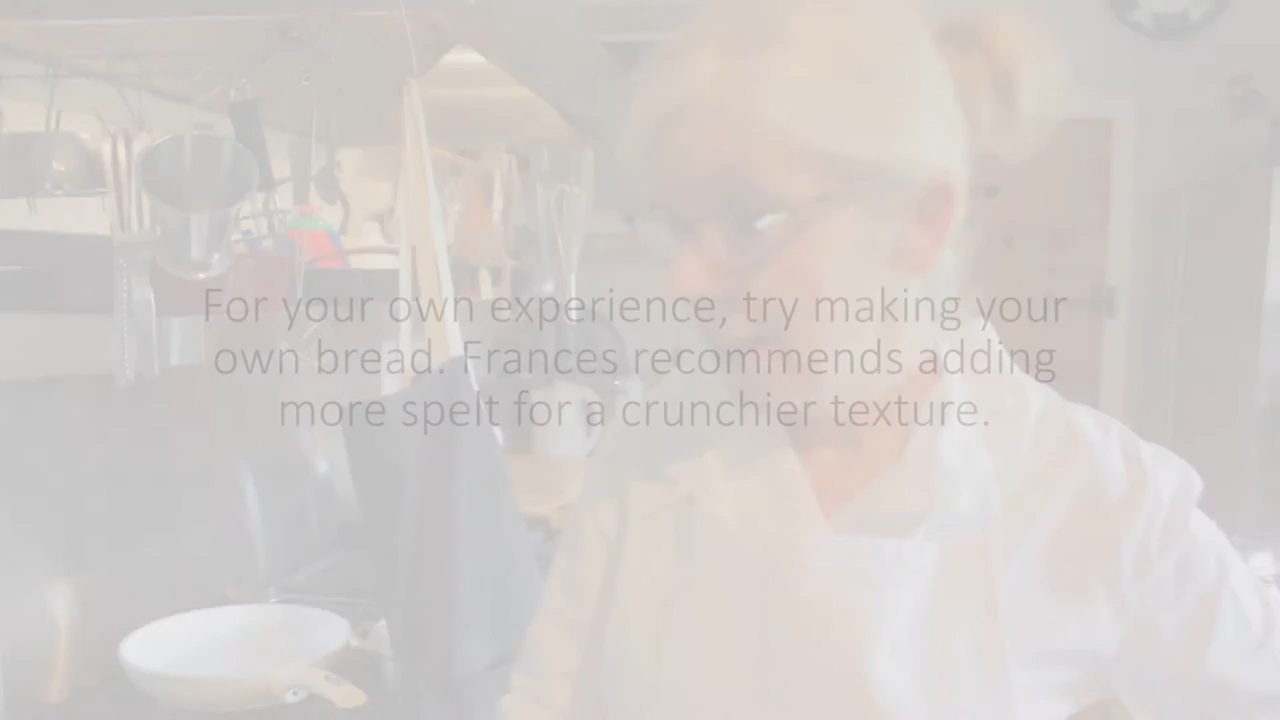 For your own experience, try making your
own bread. Frances recommends adding
more spelt for a crunchier texture.